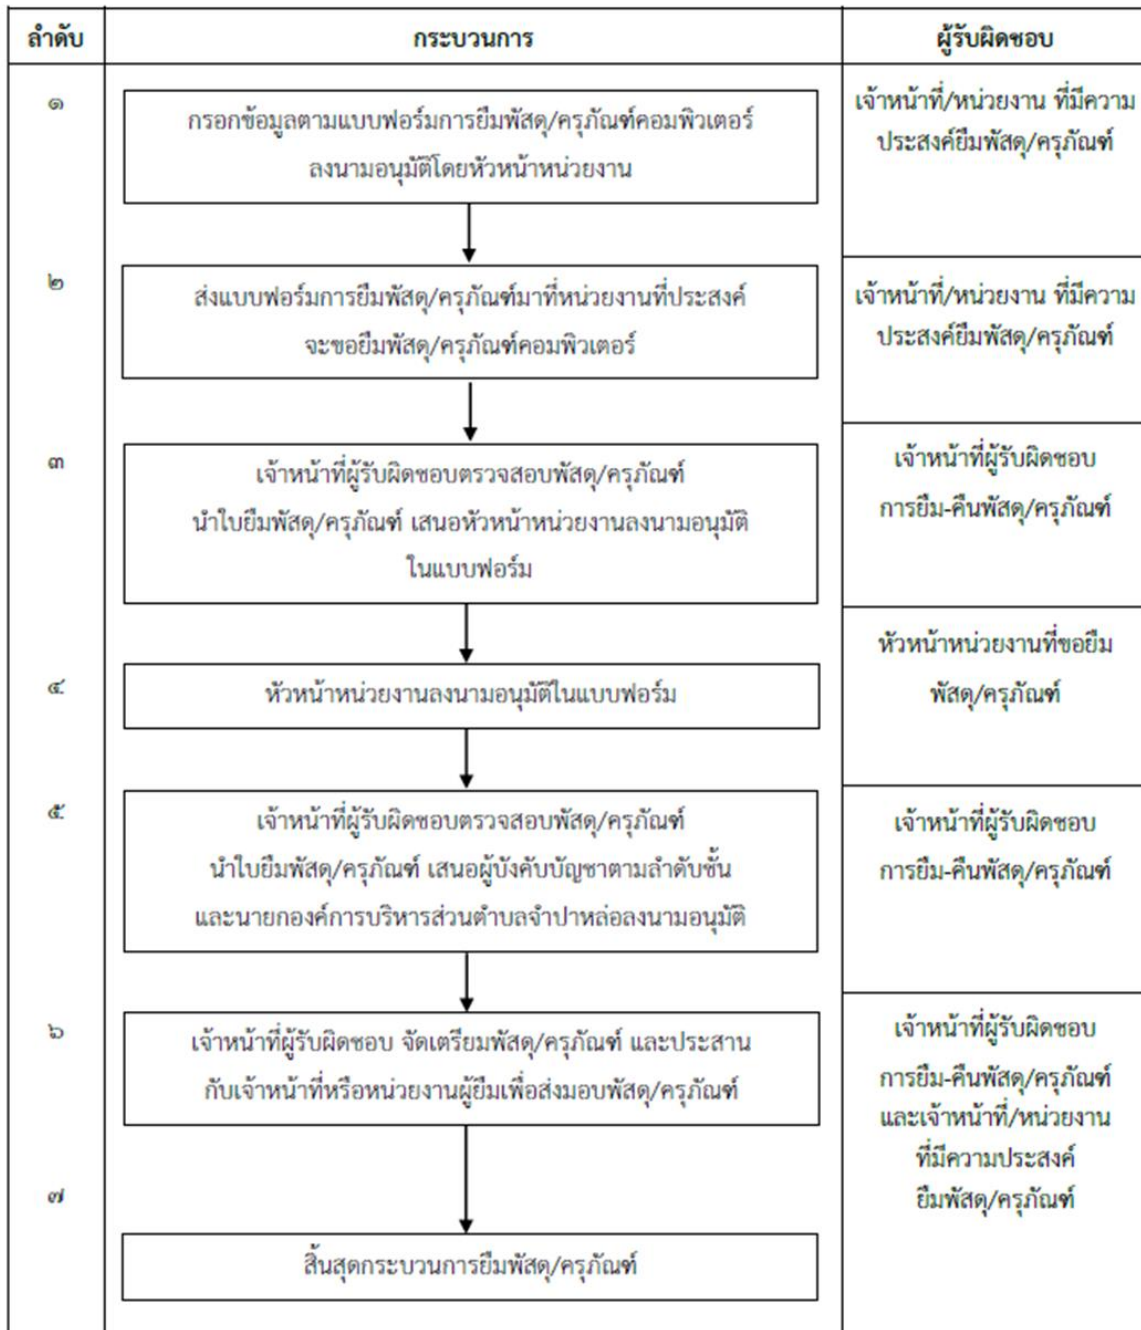 ลำดับ
กระบวนการ
ผู้รับผิดชอบ
๑
กรอกข้อมูลตามแบบฟอร์มการยืมพัสดุ/ครุภัณฑ์คอมพิวเตอร์
ลงนามอนุมัติโดยหัวหน้าหน่วยงาน
เจ้าหน้าที่/หน่วยงาน ที่มีความ
ประสงค์ยืมพัสดุ/ครุภัณฑ์
๒
ส่งแบบฟอร์มการยืมพัสดุ/ครุภัณฑ์มาที่หน่วยงานที่ประสงค์
จะขอยืมพัสดุ/ครุภัณฑ์คอมพิวเตอร์
เจ้าหน้าที่/หน่วยงาน ที่มีความ
ประสงค์ยืมพัสดุ/ครุภัณฑ์
๓
เจ้าหน้าที่ผู้รับผิดชอบตรวจสอบพัสดุ/ครุภัณฑ์
นำใบยืมพัสดุ/ครุภัณฑ์ เสนอหัวหน้าหน่วยงานลงนามอนุมัติ
ในแบบฟอร์ม
เจ้าหน้าที่ผู้รับผิดชอบ
การยืม-คืนพัสดุ/ครุภัณฑ์
๔
หัวหน้าหน่วยงานลงนามอนุมัติในแบบฟอร์ม
หัวหน้าหน่วยงานที่ขอยืม
พัสดุ/ครุภัณฑ์
๕
เจ้าหน้าที่ผู้รับผิดชอบตรวจสอบพัสดุ/ครุภัณฑ์
นำใบยืมพัสดุ/ครุภัณฑ์ เสนอผู้บังคับบัญชาตามลำดับชั้น
และนายกองค์การบริหารส่วนตำบลจำปาหล่อลงนามอนุมัติ
เจ้าหน้าที่ผู้รับผิดชอบ
การยืม-คืนพัสดุ/ครุภัณฑ์
๖
เจ้าหน้าที่ผู้รับผิดชอบ จัดเตรียมพัสดุ/ครุภัณฑ์ และประสาน
กับเจ้าหน้าที่หรือหน่วยงานผู้ยืมเพื่อส่งมอบพัสดุ/ครุภัณฑ์
เจ้าหน้าที่ผู้รับผิดชอบ
การยืม-คืนพัสดุ/ครุภัณฑ์
และเจ้าหน้าที่/หน่วยงาน
ที่มีความประสงค์
ยืมพัสดุ/ครุภัณฑ์
๗
สิ้นสุดกระบวนการยืมพัสดุ/ครุภัณฑ์